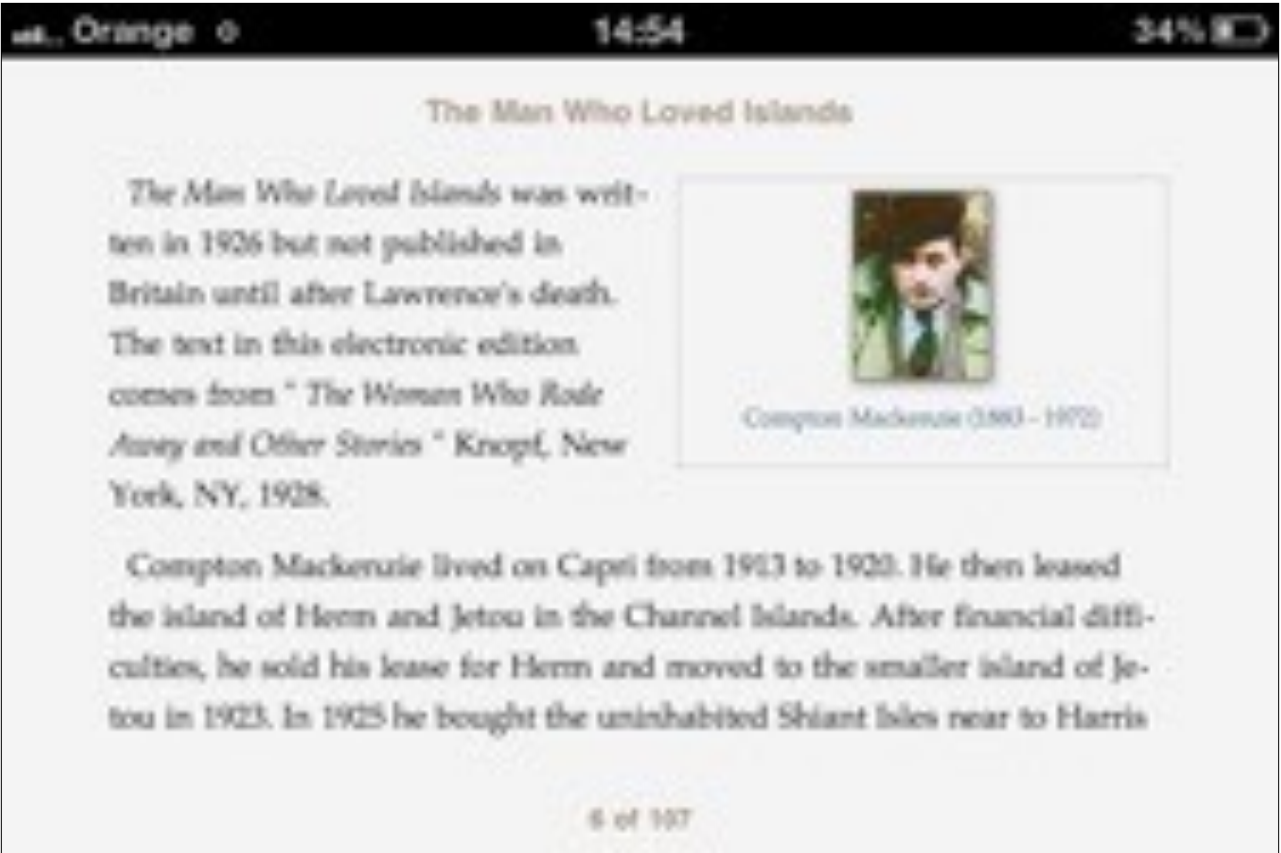 Orange
14:54
34%
The Man Who Loved Islands
The Man Who Loved Islands was writ-
ten in 1926 but not published in
Britain until after Lawrence's death.
The text in this electronic edition
comes from " The Woman Who Rode
Away and Other Stories " Knopf, New
York, NY, 1928.
Compton Mackenzie (1883 - 1972)
Compton Mackenzie lived on Capri from 1913 to 1920. He then leased
the island of Herm and Jetou in the Channel Islands. After financial diffi-
culties, he sold his lease for Herm and moved to the smaller island of Je-
tou in 1923. In 1925 he bought the uninhabited Shiant Isles near to Harris
6 of 107